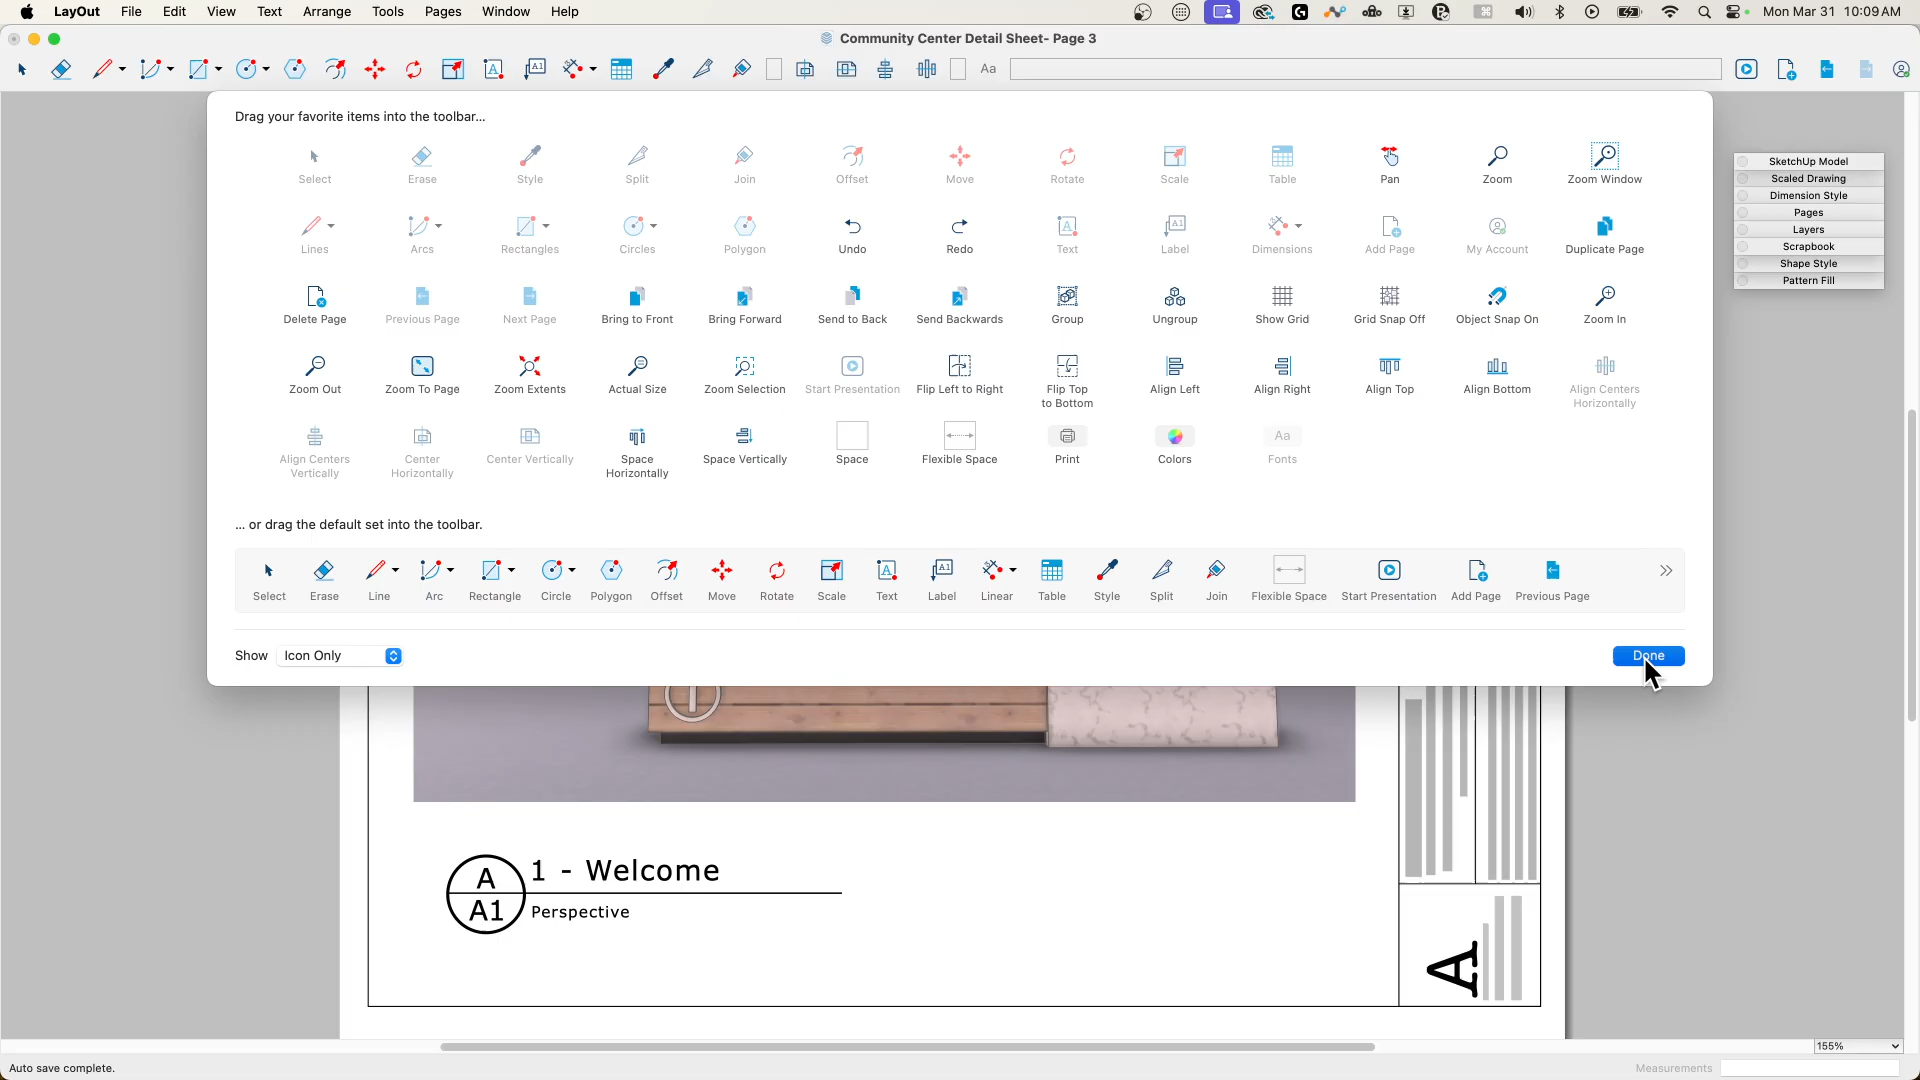 LayOut File Edit View Text Arrange Tools Pages Window Help Mon Mar 31 10:09 AM
Community Center Detail Sheet- Page 3
A1 Aa
Drag your favorite items into the toolbar...
Select Erase Style Split Join Offset Move Rotate Scale Table Pan Zoom Zoom Window
Lines Arcs Rectangles Circles Polygon Undo Redo Text Label Dimensions Add Page My Account Duplicate Page
Delete Page Previous Page Next Page Bring to Front Bring Forward Send to Back Send Backwards Group Ungroup Show Grid Grid Snap Off Object Snap On Zoom In
Zoom Out Zoom To Page Zoom Extents Actual Size Zoom Selection Start Presentation Flip Left to Right Flip Top to Bottom Align Left Align Right Align Top Align Bottom Align Centers Horizontally
Aa
Align Centers Vertically Center Horizontally Center Vertically Space Horizontally Space Vertically Space Flexible Space Print Colors Fonts
... or drag the default set into the toolbar.
Select Erase Line Arc Rectangle Circle Polygon Offset Move Rotate Scale Text Label Linear Table Style Split Join Flexible Space Start Presentation Add Page Previous Page
Show Icon Only Done
SketchUp Model
Scaled Drawing
Dimension Style
Pages
Layers
Scrapbook
Shape Style
Pattern Fill
A 1 - Welcome
A1 Perspective
A
155%
Auto save complete. Measurements